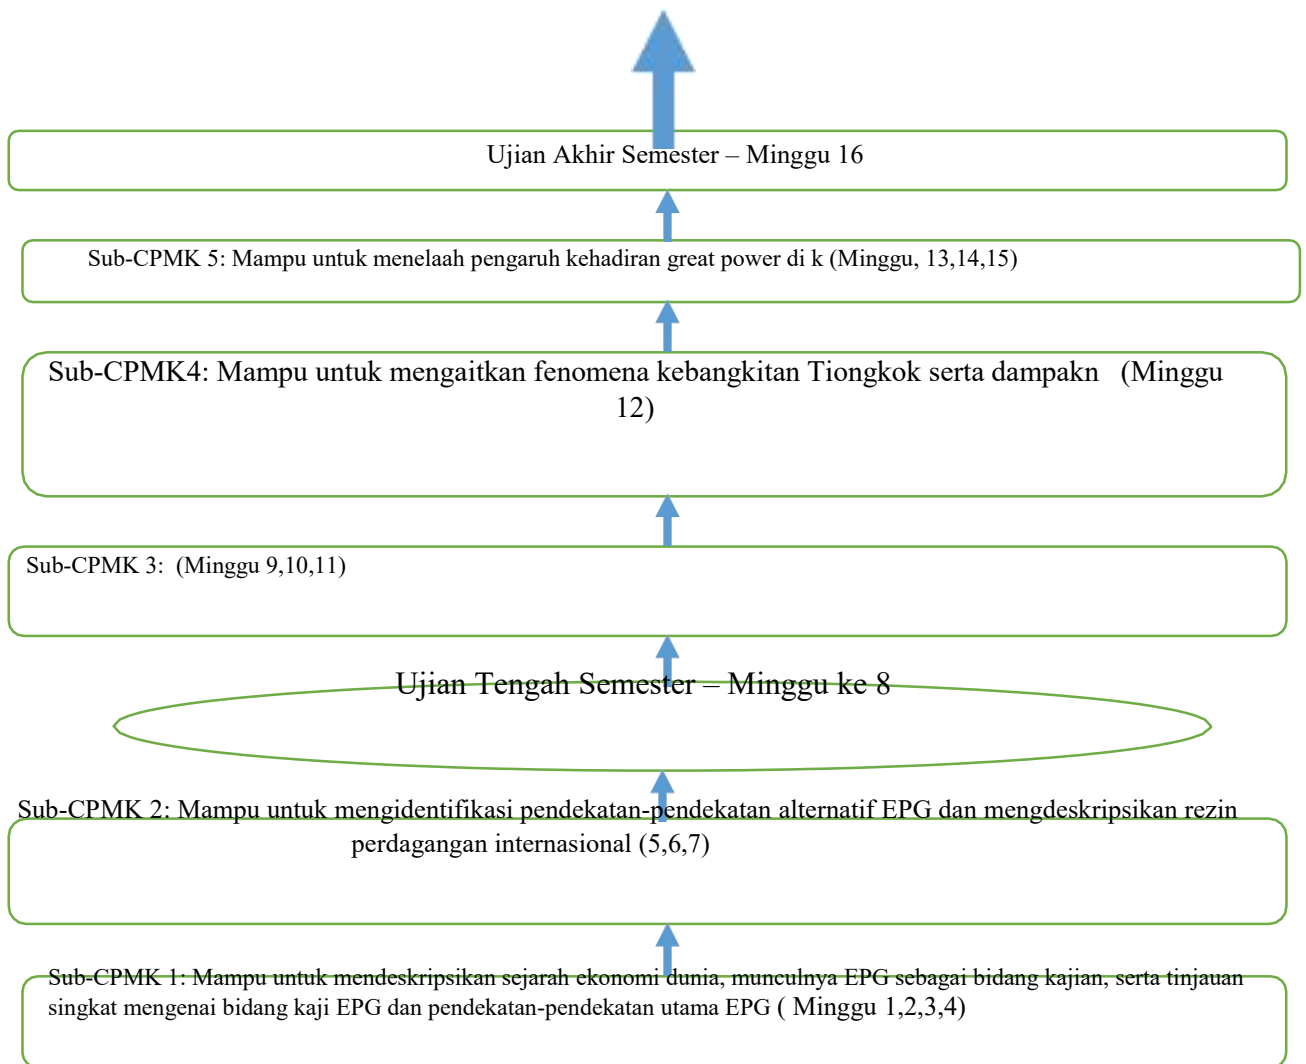 Ujian Akhir Semester – Minggu 16
Sub-CPMK 5: Mampu untuk menelaah pengaruh kehadiran great power di k (Minggu, 13,14,15)
Sub-CPMK4: Mampu untuk mengaitkan fenomena kebangkitan Tiongkok serta dampakn (Minggu
12)
Sub-CPMK 3: (Minggu 9,10,11)
Ujian Tengah Semester – Minggu ke 8
Sub-CPMK 2: Mampu untuk mengidentifikasi pendekatan-pendekatan alternatif EPG dan mengdeskripsikan rezin
perdagangan internasional (5,6,7)
Sub-CPMK 1: Mampu untuk mendeskripsikan sejarah ekonomi dunia, munculnya EPG sebagai bidang kajian, serta tinjauan
singkat mengenai bidang kaji EPG dan pendekatan-pendekatan utama EPG ( Minggu 1,2,3,4)